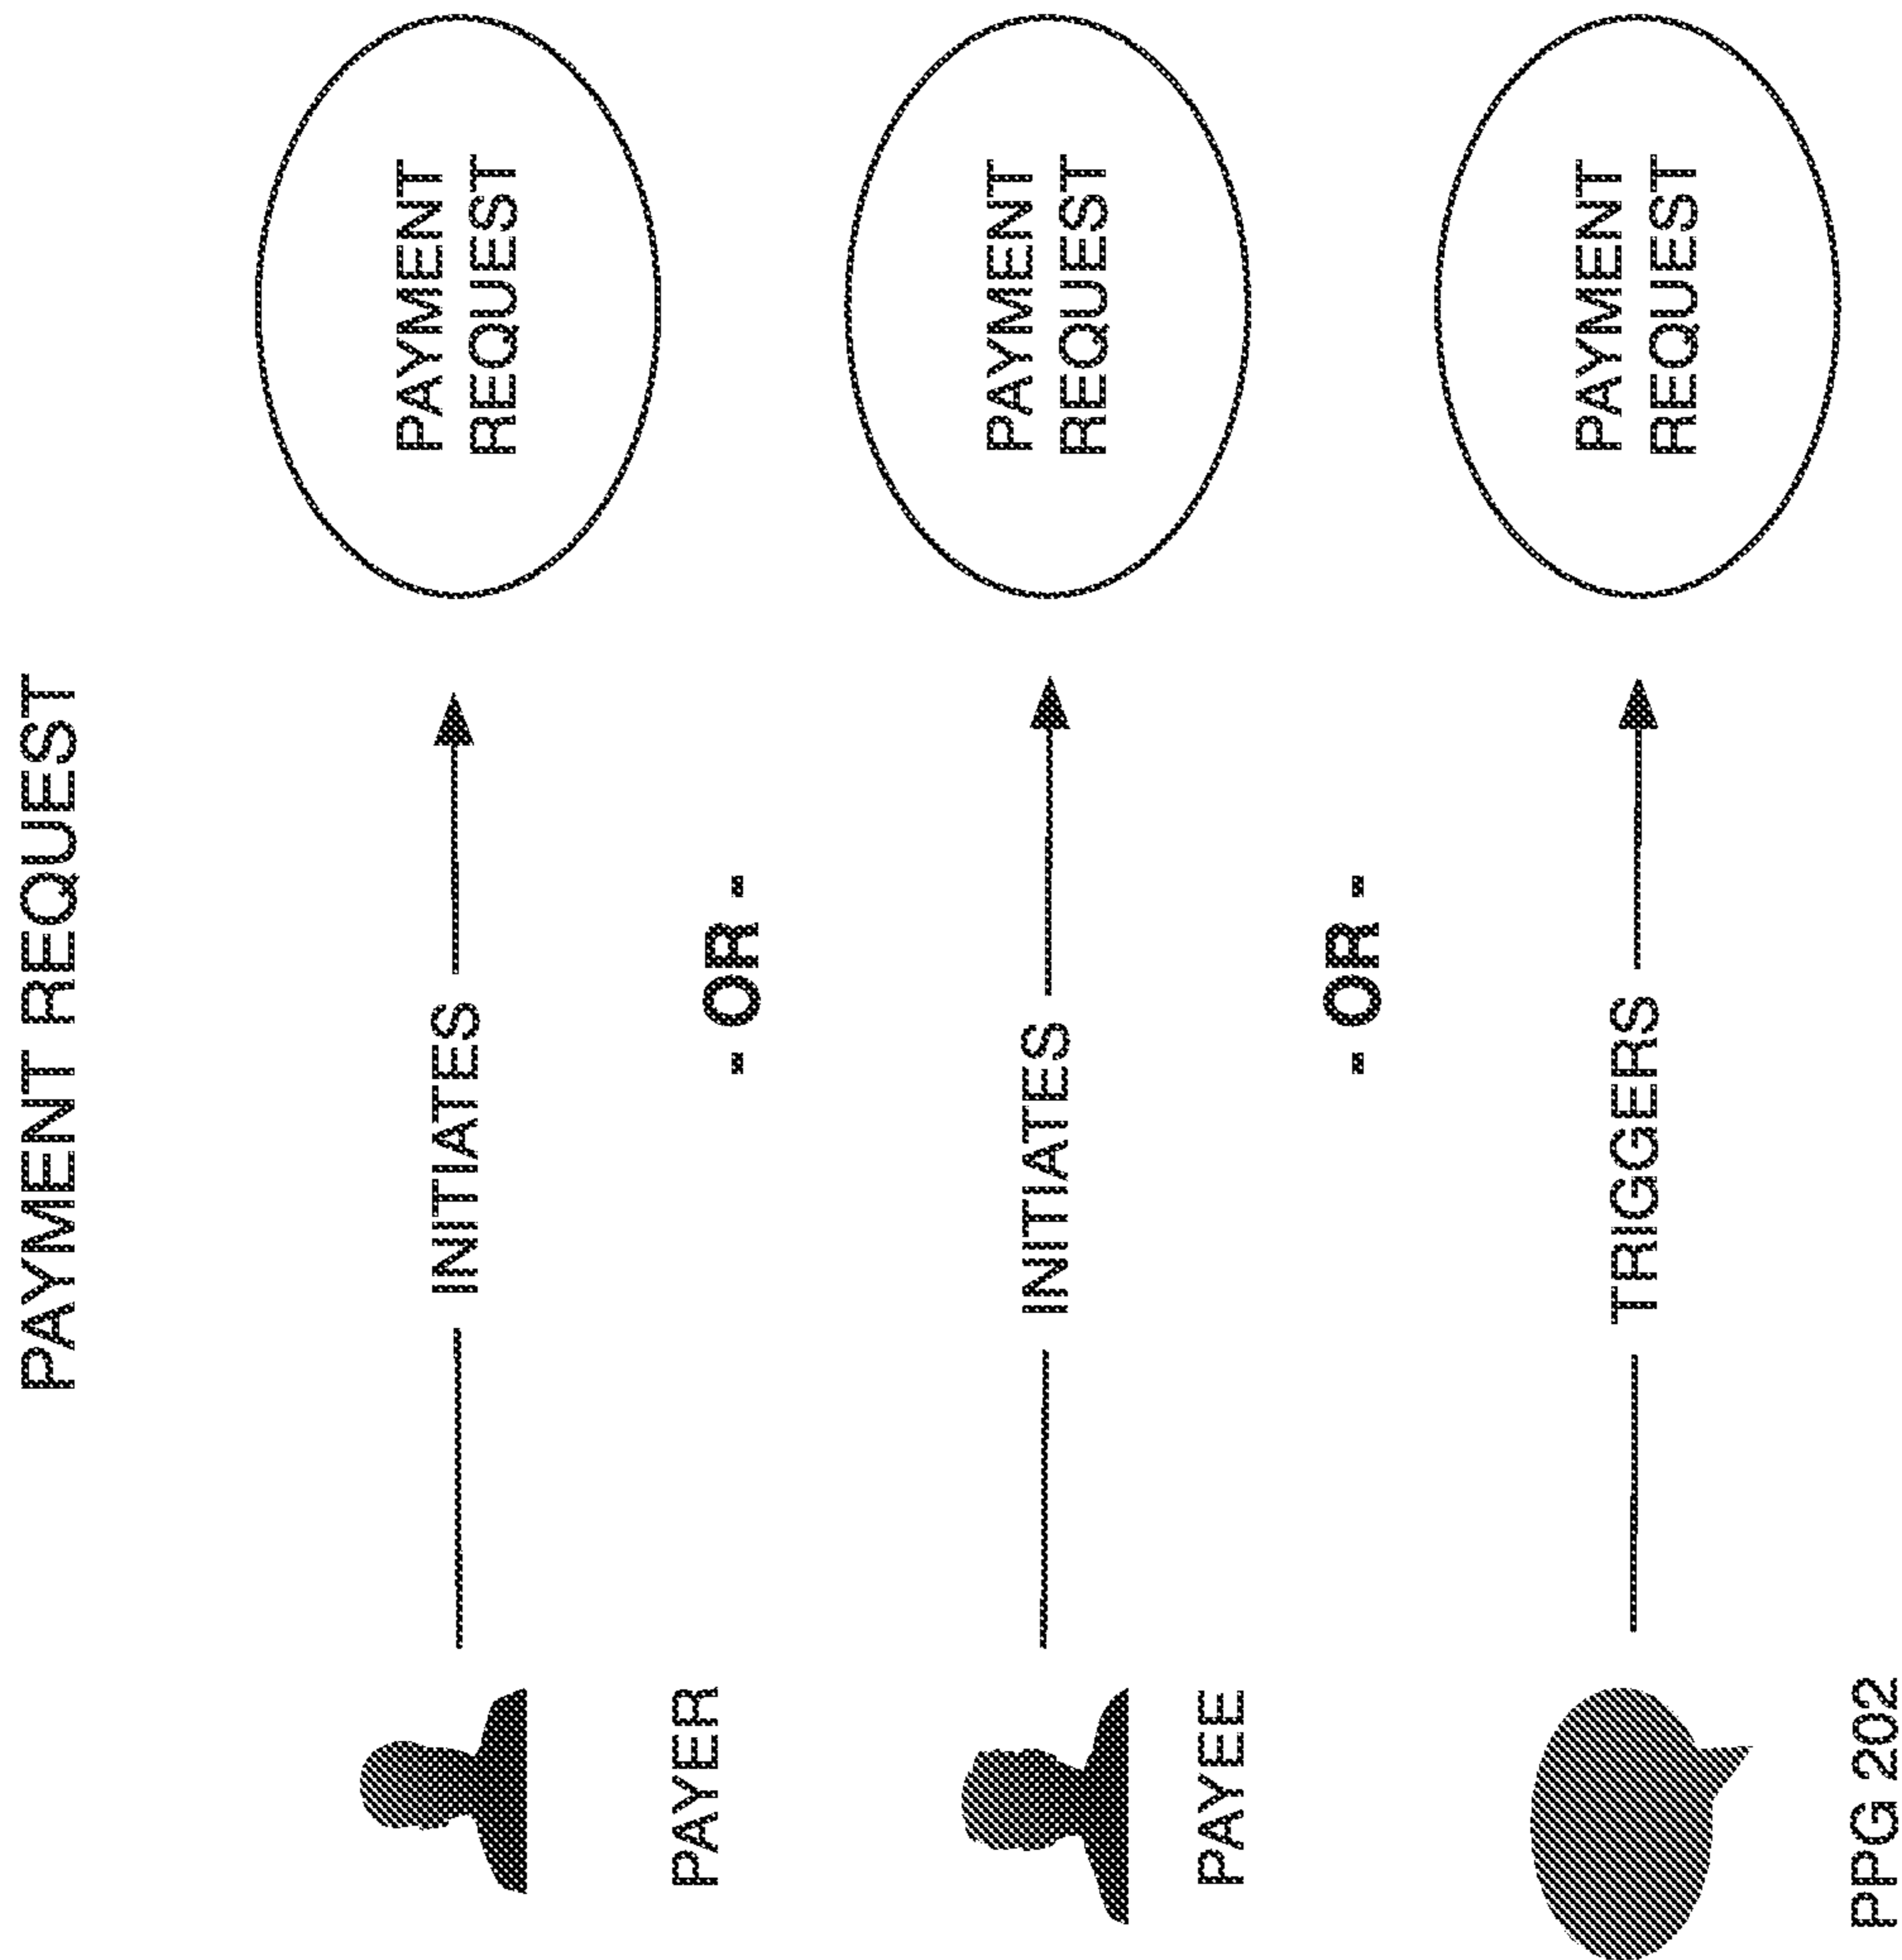 PAYMENT REQUEST
INITIATES
PAYMENT
REQUEST
PAYER
- OR -
INITIATES
PAYMENT
REQUEST
PAYEE
- OR -
TRIGGERS
PAYMENT
REQUEST
PPG 202